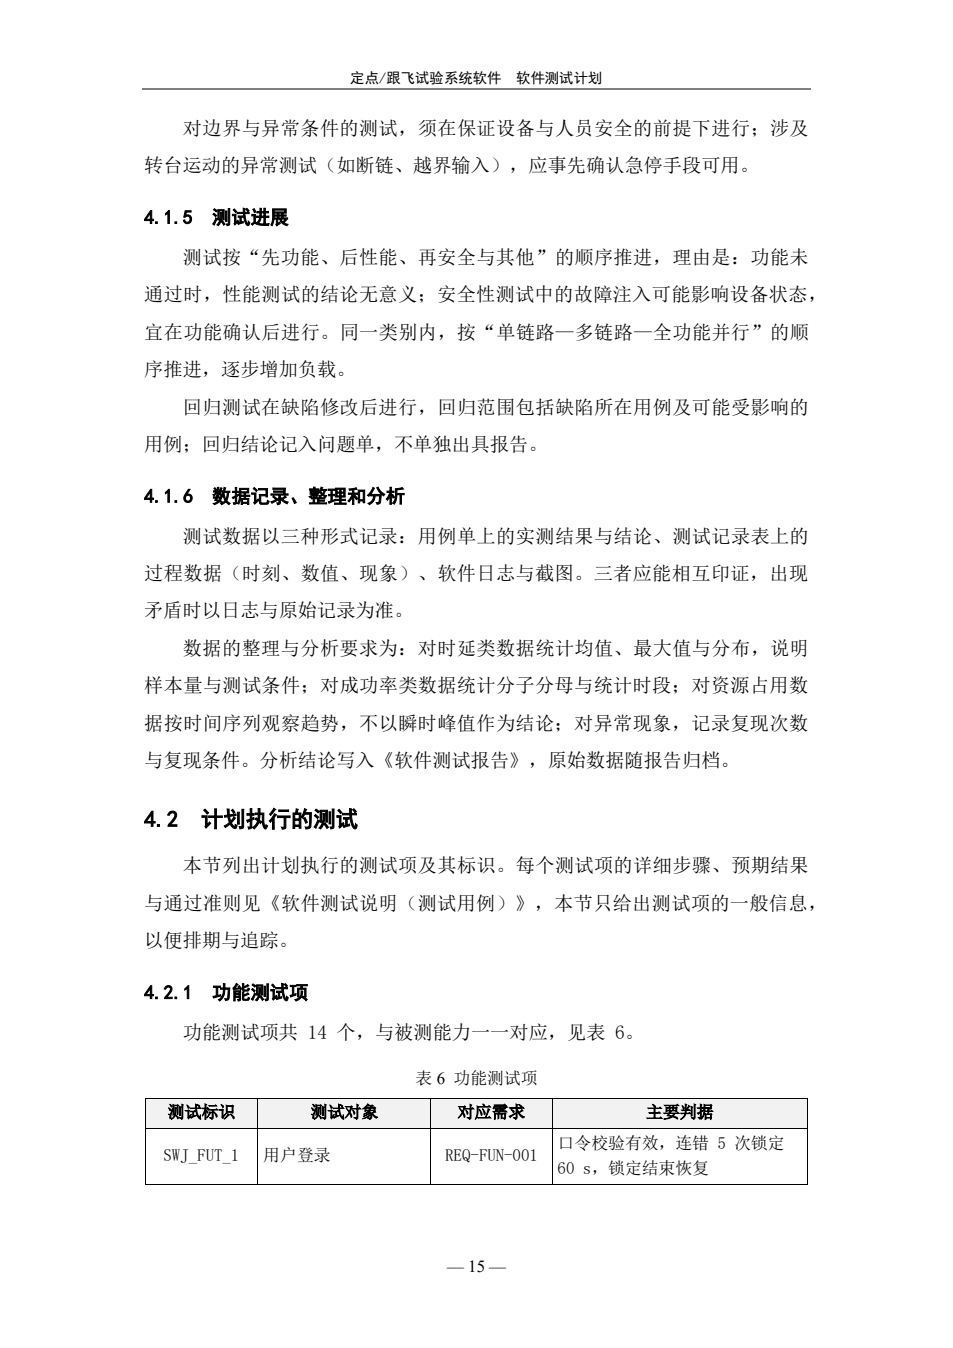 定点/跟飞试验系统软件　软件测试计划
对边界与异常条件的测试，须在保证设备与人员安全的前提下进行；涉及
转台运动的异常测试（如断链、越界输入），应事先确认急停手段可用。
4.1.5　测试进展
测试按“先功能、后性能、再安全与其他”的顺序推进，理由是：功能未
通过时，性能测试的结论无意义；安全性测试中的故障注入可能影响设备状态，
宜在功能确认后进行。同一类别内，按“单链路—多链路—全功能并行”的顺
序推进，逐步增加负载。
回归测试在缺陷修改后进行，回归范围包括缺陷所在用例及可能受影响的
用例；回归结论记入问题单，不单独出具报告。
4.1.6　数据记录、整理和分析
测试数据以三种形式记录：用例单上的实测结果与结论、测试记录表上的
过程数据（时刻、数值、现象）、软件日志与截图。三者应能相互印证，出现
矛盾时以日志与原始记录为准。
数据的整理与分析要求为：对时延类数据统计均值、最大值与分布，说明
样本量与测试条件；对成功率类数据统计分子分母与统计时段；对资源占用数
据按时间序列观察趋势，不以瞬时峰值作为结论；对异常现象，记录复现次数
与复现条件。分析结论写入《软件测试报告》，原始数据随报告归档。
4.2　计划执行的测试
本节列出计划执行的测试项及其标识。每个测试项的详细步骤、预期结果
与通过准则见《软件测试说明（测试用例）》，本节只给出测试项的一般信息，
以便排期与追踪。
4.2.1　功能测试项
功能测试项共 14 个，与被测能力一一对应，见表 6。
表 6 功能测试项
测试标识　测试对象　对应需求　主要判据
SWJ_FUT_1　用户登录　REQ-FUN-001　口令校验有效，连错 5 次锁定
60 s，锁定结束恢复
— 15 —